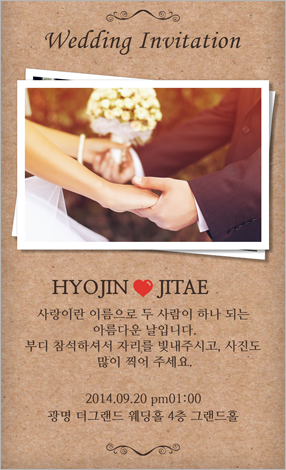 Wedding Invitation
HYOJIN JITAE
사랑이란 이름으로 두 사람이 하나 되는
아름다운 날입니다.
부디 참석하셔서 자리를 빛내주시고, 사진도
많이 찍어 주세요.
2014.09.20 pm01:00
광명 더그랜드 웨딩홀 4층 그랜드홀